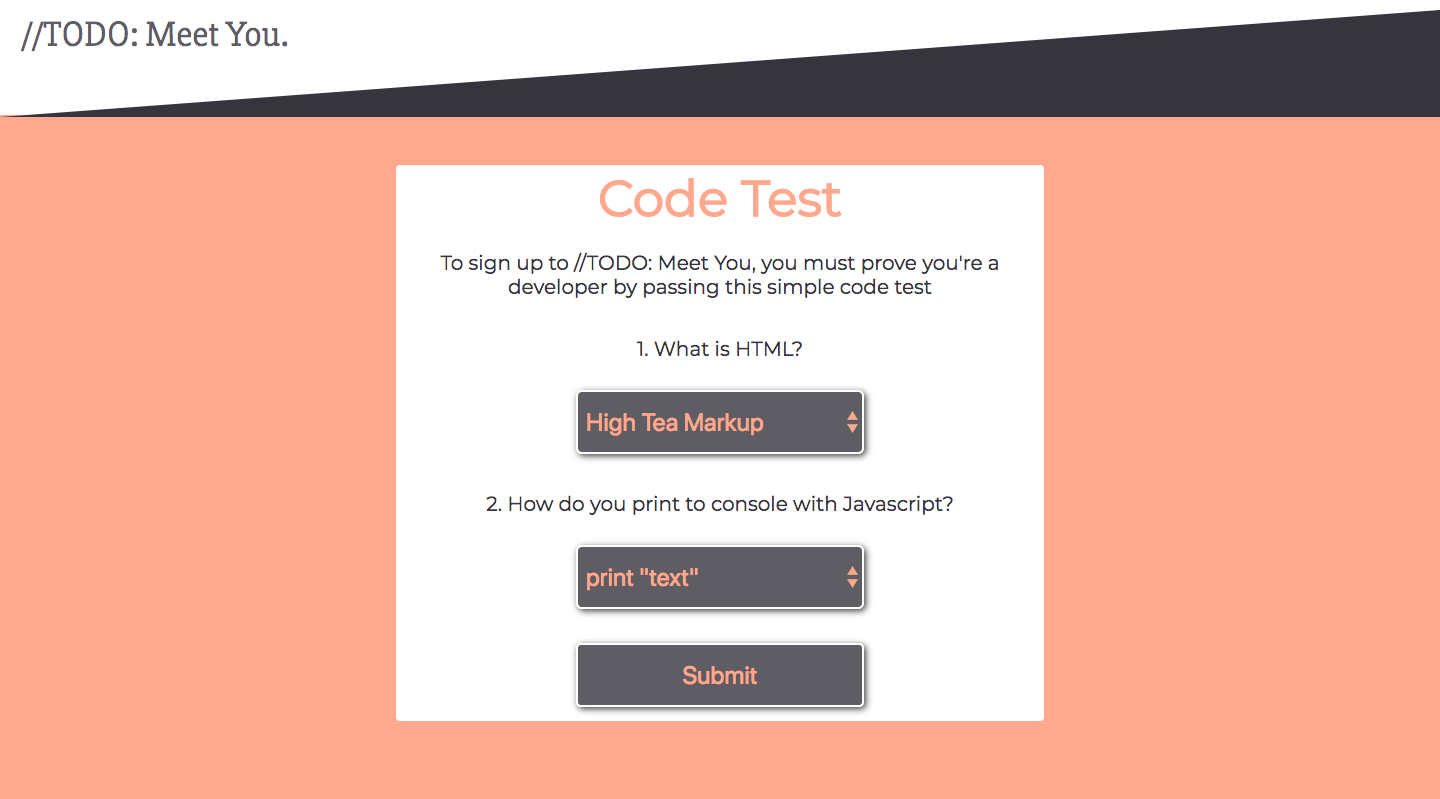 //TODO: Meet You.
Code Test
To sign up to //TODO: Meet You, you must prove you're a
developer by passing this simple code test
1. What is HTML?
High Tea Markup
2. How do you print to console with Javascript?
print "text"
Submit